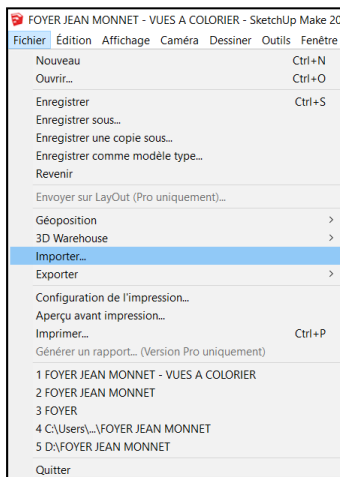 FOYER JEAN MONNET - VUES A COLORIER - SketchUp Make 20
Fichier Édition Affichage Caméra Dessiner Outils Fenêtre
Nouveau Ctrl+N
Ouvrir... Ctrl+O
Enregistrer Ctrl+S
Enregistrer sous...
Enregistrer une copie sous...
Enregistrer comme modèle type...
Revenir
Envoyer sur LayOut (Pro uniquement)...
Géoposition >
3D Warehouse >
Importer...
Exporter >
Configuration de l'impression...
Aperçu avant impression...
Imprimer... Ctrl+P
Générer un rapport... (Version Pro uniquement)
1 FOYER JEAN MONNET - VUES A COLORIER
2 FOYER JEAN MONNET
3 FOYER
4 C:\Users\...\FOYER JEAN MONNET
5 D:\FOYER JEAN MONNET
Quitter